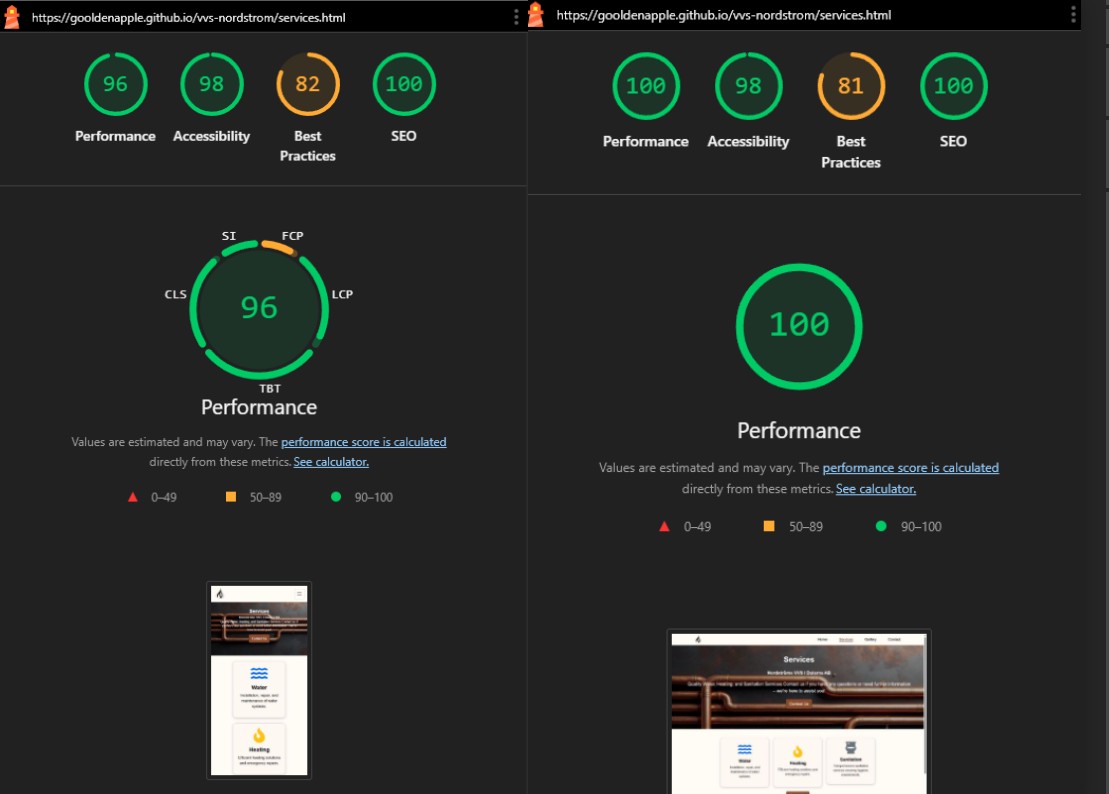 https://gooldenapple.github.io/vvs-nordstrom/services.html
96
98
82
100
Performance
Accessibility
Best
Practices
SEO
SI
FCP
CLS
LCP
96
TBT
Performance
Values are estimated and may vary. The performance score is calculated
directly from these metrics. See calculator.
0–49
50–89
90–100
Services
Contact Us
Water
Installation, repair, and
maintenance of water
systems.
Heating
Efficient heating solutions
and emergency repairs.
https://gooldenapple.github.io/vvs-nordstrom/services.html
100
98
81
100
Performance
Accessibility
Best
Practices
SEO
100
Performance
Values are estimated and may vary. The performance score is calculated
directly from these metrics. See calculator.
0–49
50–89
90–100
Home
Services
Gallery
Contact
Services
Contact Us
Water
Heating
Sanitation